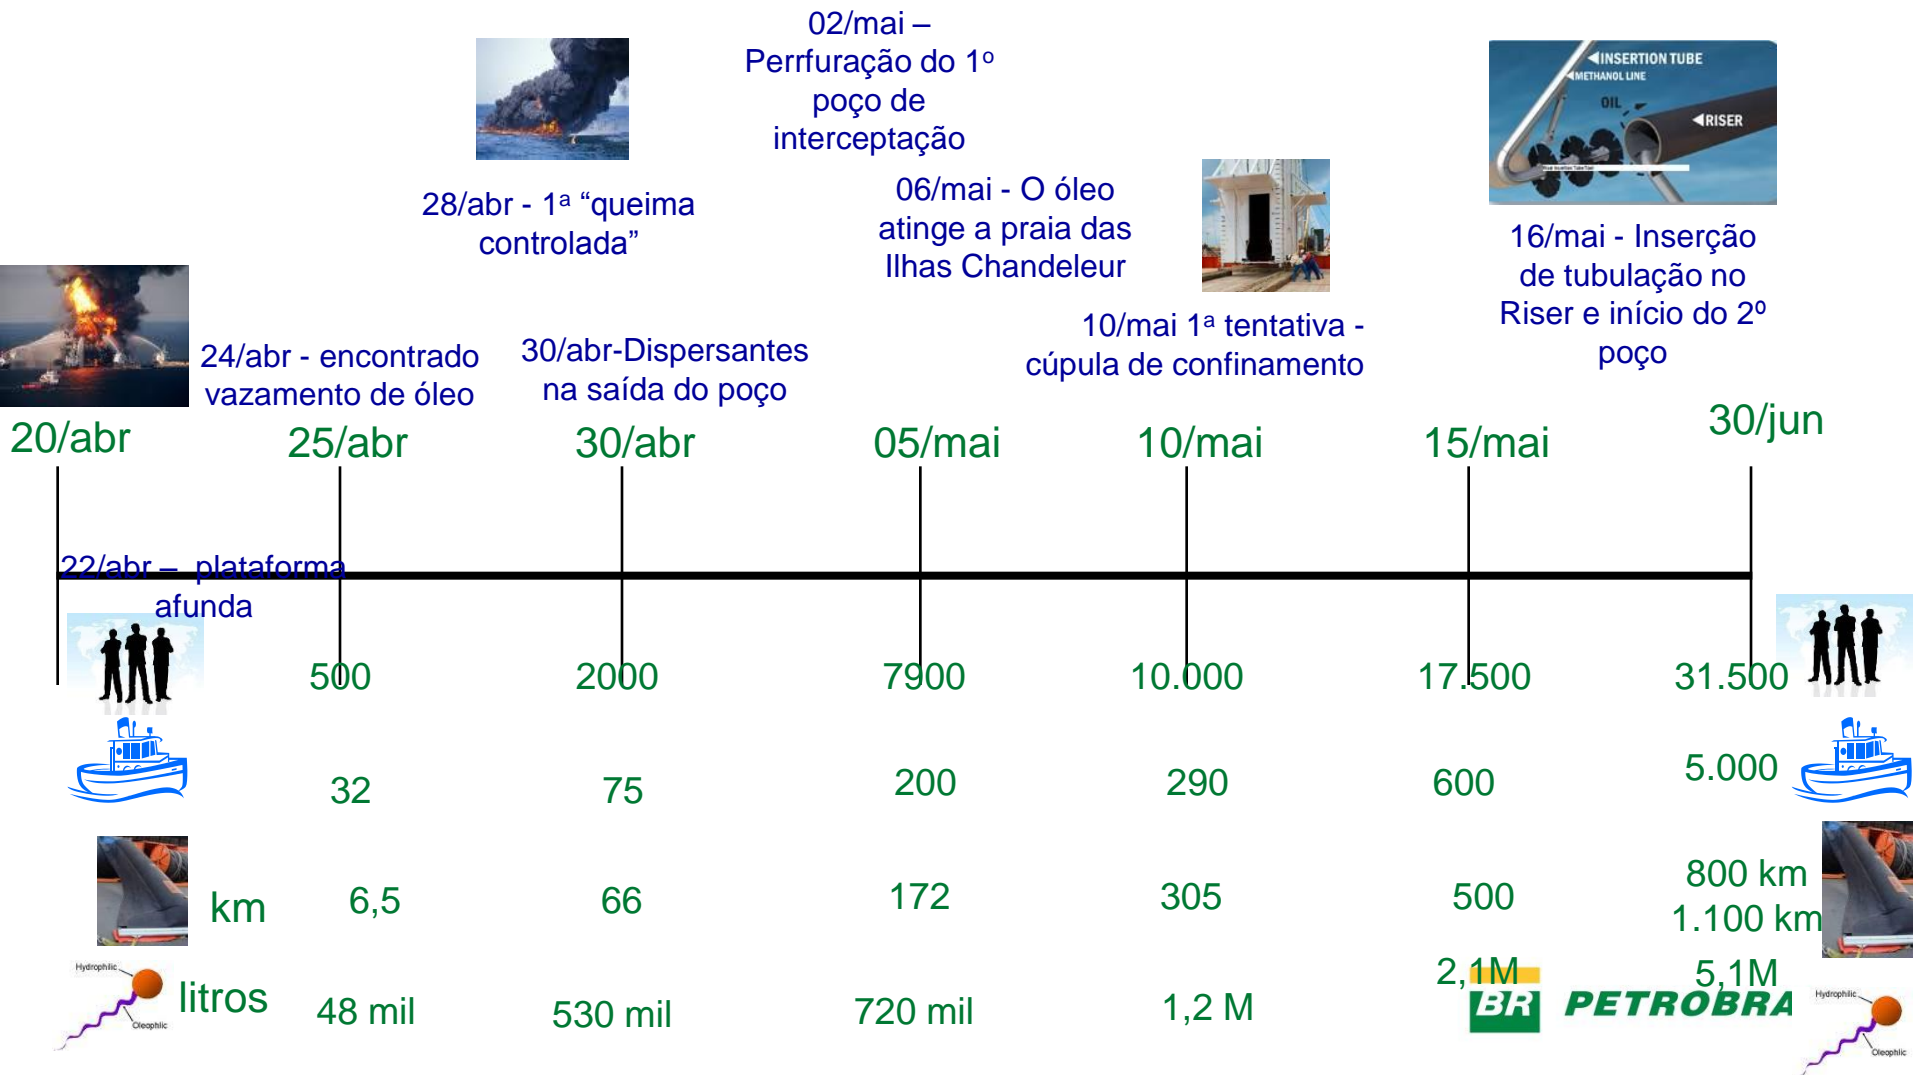 02/mai –
Perrfuração do 1º
poço de
interceptação
INSERTION TUBE
METHANOL LINE
OIL
RISER
28/abr - 1ª “queima
controlada”
06/mai - O óleo
atinge a praia das
Ilhas Chandeleur
16/mai - Inserção
de tubulação no
Riser e início do 2º
poço
24/abr - encontrado
vazamento de óleo
30/abr-Dispersantes
na saída do poço
10/mai 1ª tentativa -
cúpula de confinamento
20/abr 25/abr 30/abr 05/mai 10/mai 15/mai 30/jun
22/abr – plataforma
afunda
500 2000 7900 10.000 17.500 31.500
32 75 200 290 600 5.000
km 6,5 66 172 305 500 800 km
1.100 km
litros 48 mil 530 mil 720 mil 1,2 M 2,1M 5,1M
Hydrophilic
Oleophlic
BR PETROBRA
Hydrophilic
Oleophlic